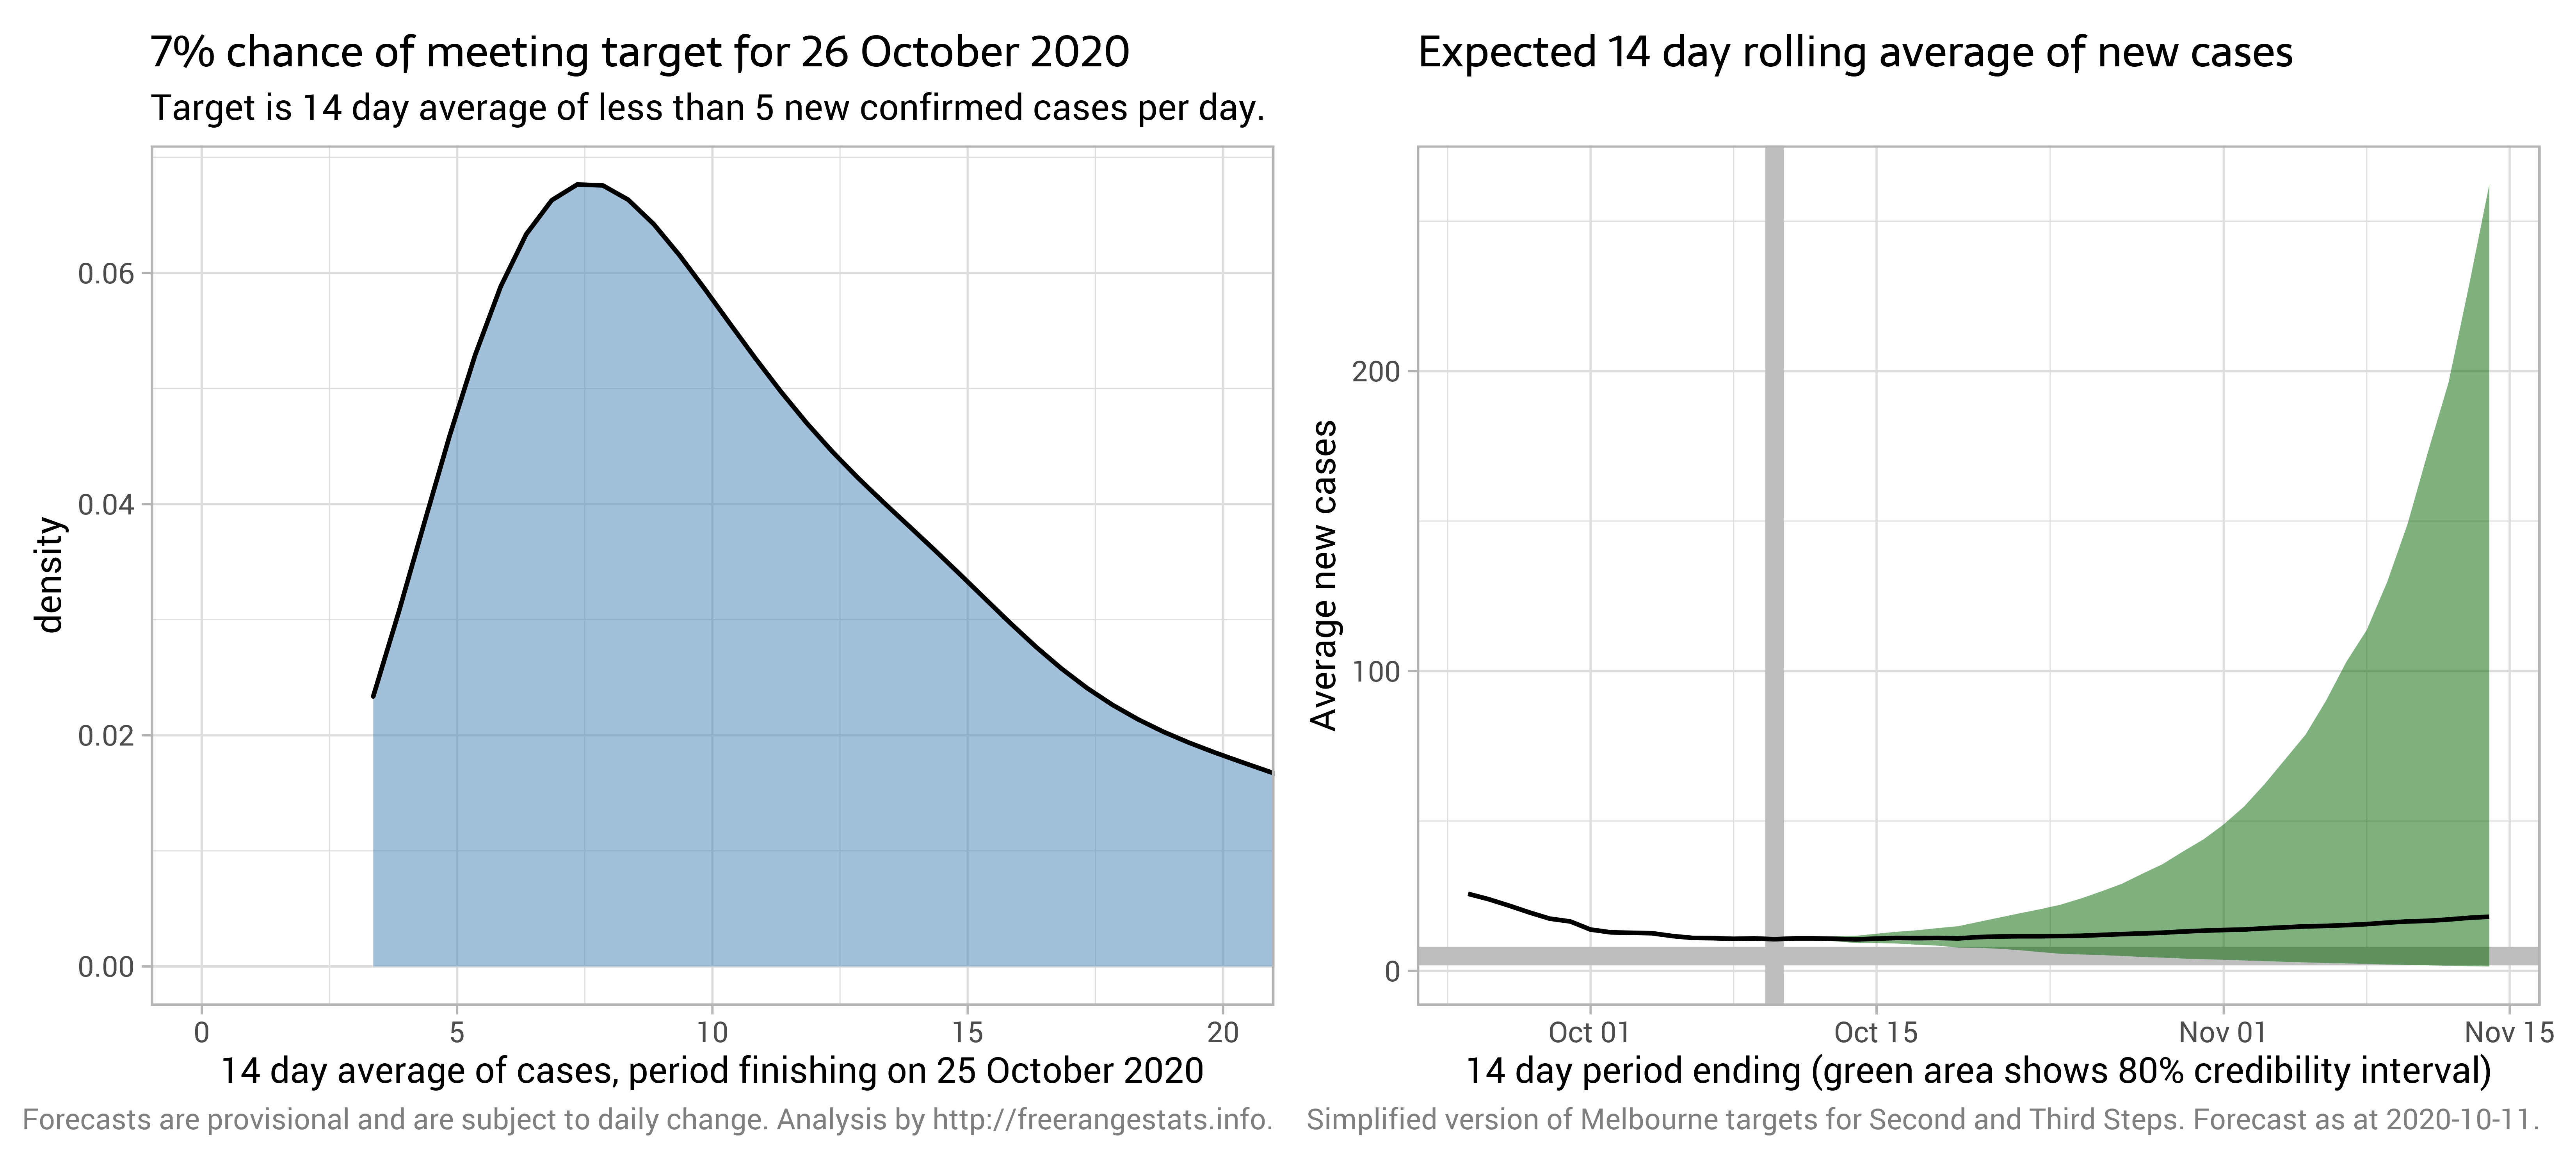 7% chance of meeting target for 26 October 2020
Target is 14 day average of less than 5 new confirmed cases per day.
density
0.06
0.04
0.02
0.00
0
5
10
15
20
14 day average of cases, period finishing on 25 October 2020
Forecasts are provisional and are subject to daily change. Analysis by http://freerangestats.info.
Expected 14 day rolling average of new cases
Average new cases
200
100
0
Oct 01
Oct 15
Nov 01
Nov 15
14 day period ending (green area shows 80% credibility interval)
Simplified version of Melbourne targets for Second and Third Steps. Forecast as at 2020-10-11.